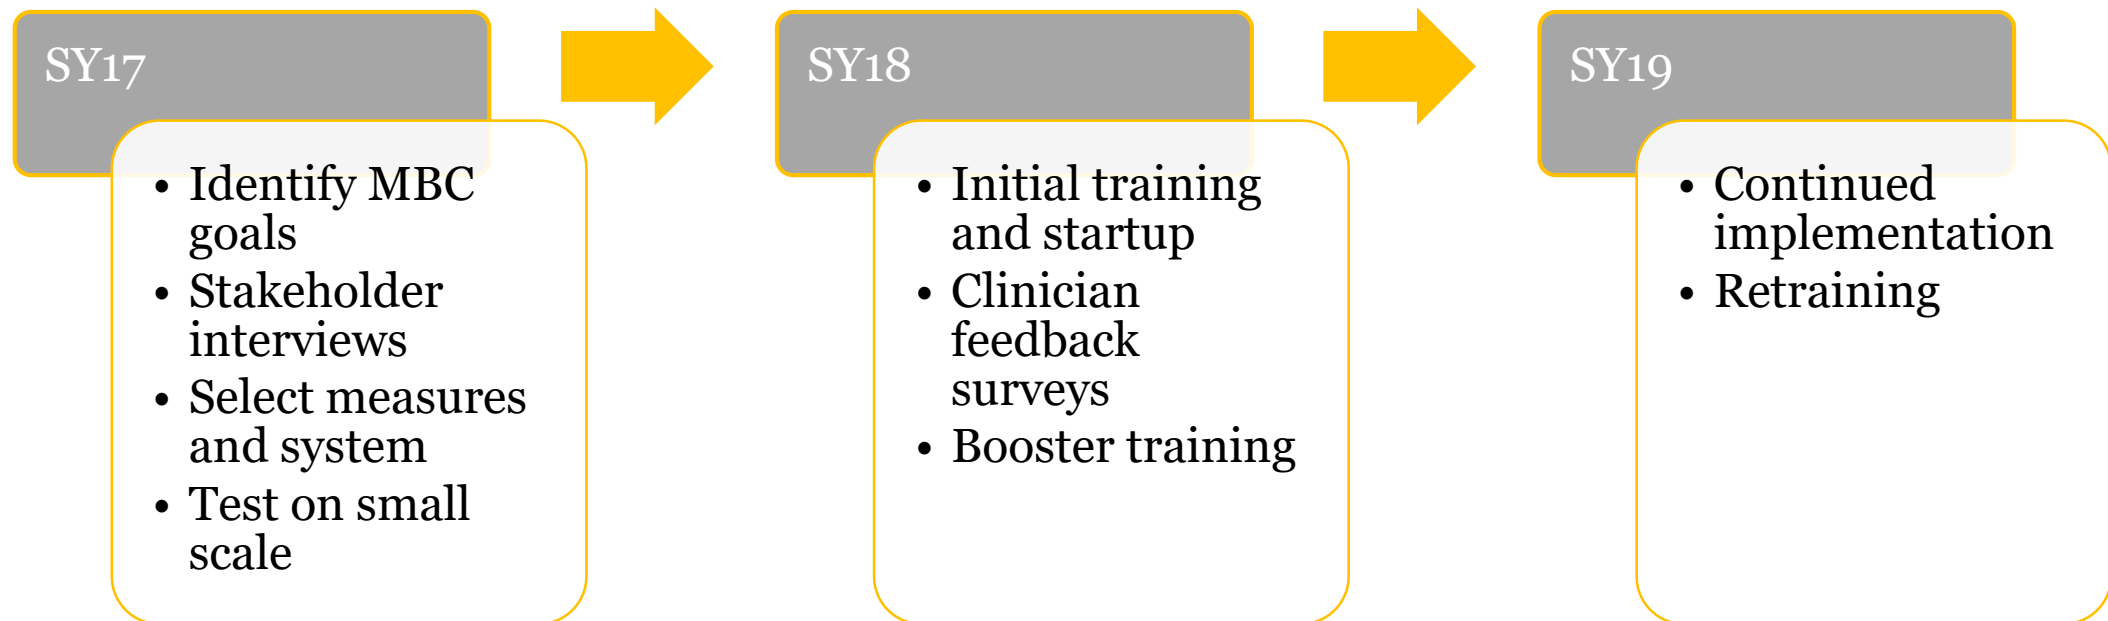 SY17
• Identify MBC
goals
• Stakeholder
interviews
• Select measures
and system
• Test on small
scale
SY18
• Initial training
and startup
• Clinician
feedback
surveys
• Booster training
SY19
• Continued
implementation
• Retraining